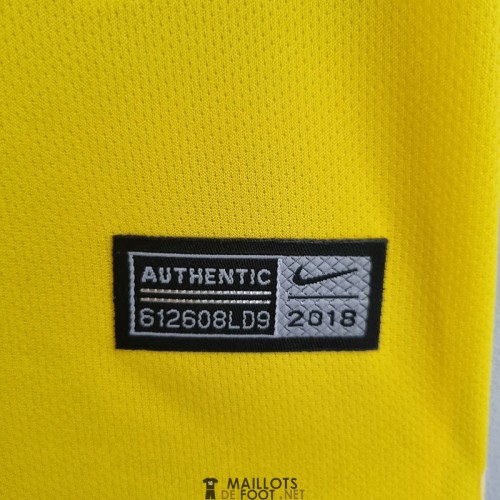 AUTHENTIC
612608LD9
2018
MAILLOTS
DE FOOT.NET